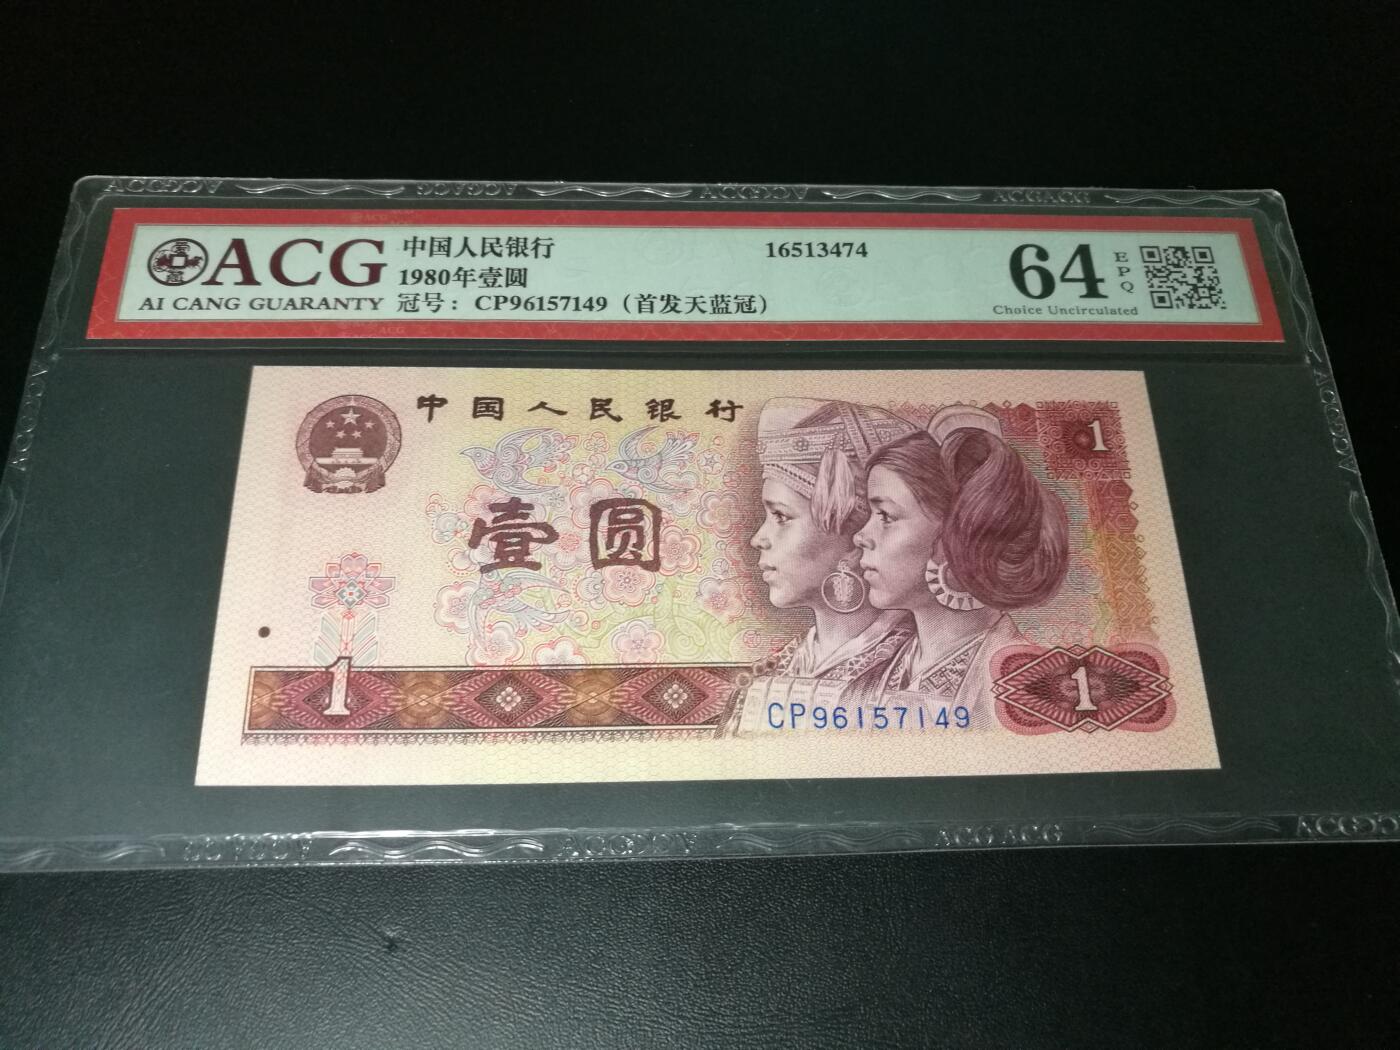 ACG
AI CANG GUARANTY
中国人民银行
1980年壹圆
冠号：CP96157149（首发天蓝冠）
16513474
64
EPQ
Choice Uncirculated
中国人民银行
1
壹圆
1
CP96157149
1